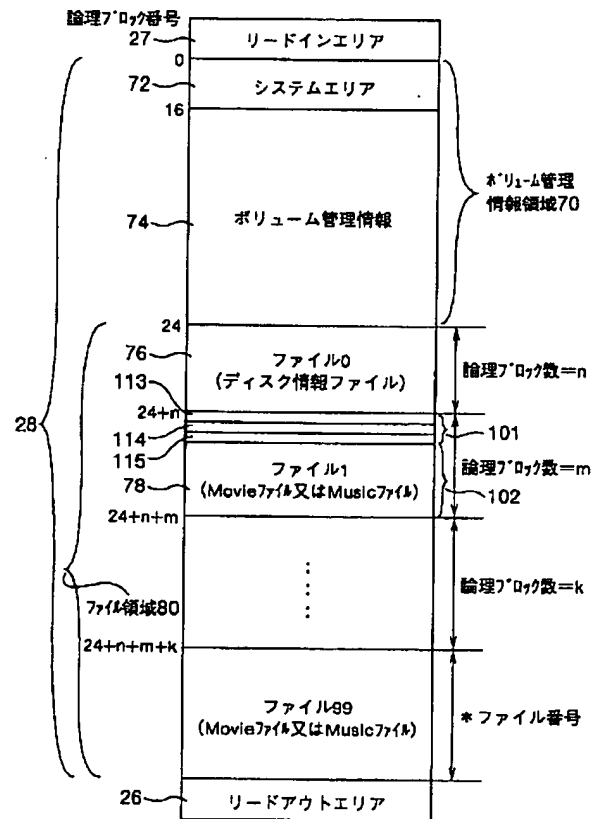 論理ブロック番号
27
リードインエリア
0
72
システムエリア
16
74
ボリューム管理情報
ボリューム管理
情報領域70
24
76
ファイル0
(ディスク情報ファイル)
論理ブロック数=n
113
24+n
28
114
101
115
論理ブロック数=m
78
ファイル1
(Movieファイル又はMusicファイル)
102
24+n+m
論理ブロック数=k
ファイル領域80
24+n+m+k
ファイル99
(Movieファイル又はMusicファイル)
*ファイル番号
26
リードアウトエリア